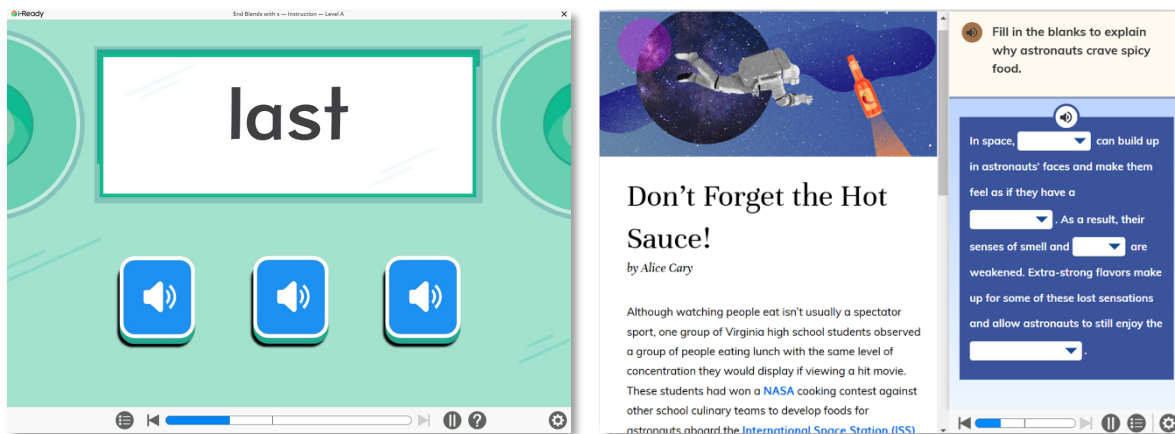 i-Ready
End Blends with s — Instruction — Level A
last
Don't Forget the Hot
Sauce!
by Alice Cary
Although watching people eat isn't usually a spectator
sport, one group of Virginia high school students observed
a group of people eating lunch with the same level of
concentration they would display if viewing a hit movie.
These students had won a NASA cooking contest against
other school culinary teams to develop foods for
astronauts aboard the International Space Station (ISS)
Fill in the blanks to explain
why astronauts crave spicy
food.
In space, can build up
in astronauts' faces and make them
feel as if they have a
. As a result, their
senses of smell and are
weakened. Extra-strong flavors make
up for some of these lost sensations
and allow astronauts to still enjoy the
.